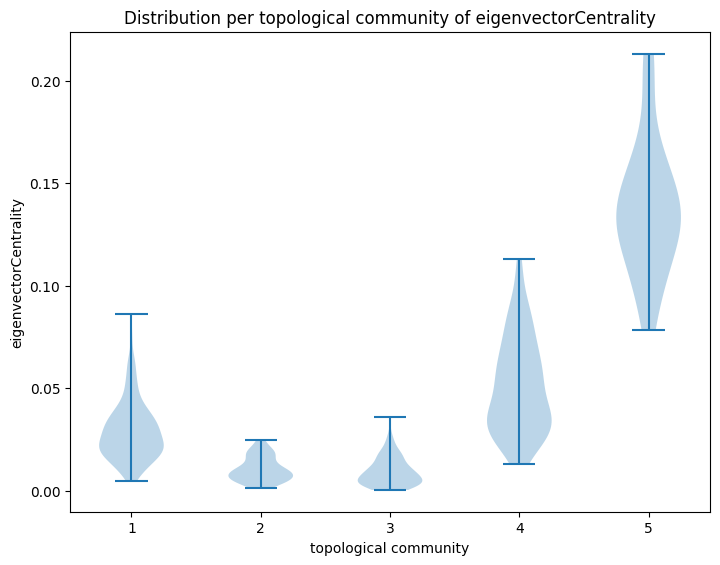 Distribution per topological community of eigenvectorCentrality
eigenvectorCentrality
0.20
0.15
0.10
0.05
0.00
1 2 3 4 5
topological community